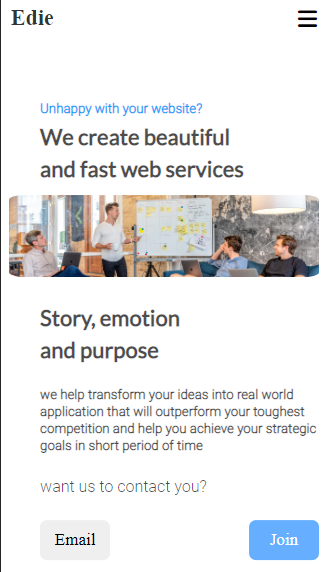 Edie
Unhappy with your website?
We create beautiful
and fast web services
Story, emotion
and purpose
we help transform your ideas into real world
application that will outperform your toughest
competition and help you achieve your strategic
goals in short period of time
want us to contact you?
Email
Join